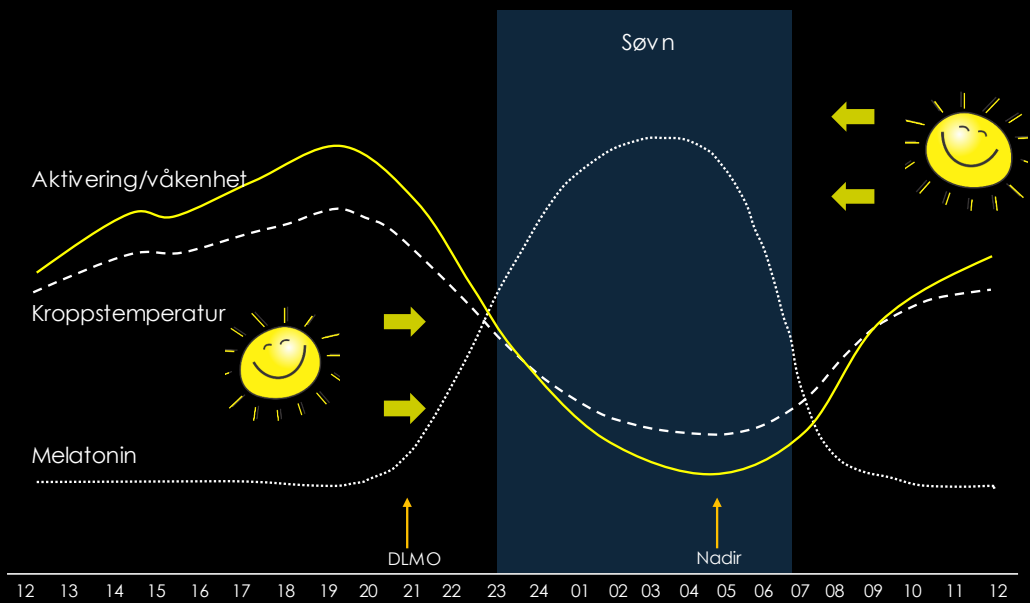 Søvn
Aktivering/våkenhet
Kroppstemperatur
Melatonin
DLMO
Nadir
12 13 14 15 16 17 18 19 20 21 22 23 24 01 02 03 04 05 06 07 08 09 10 11 12